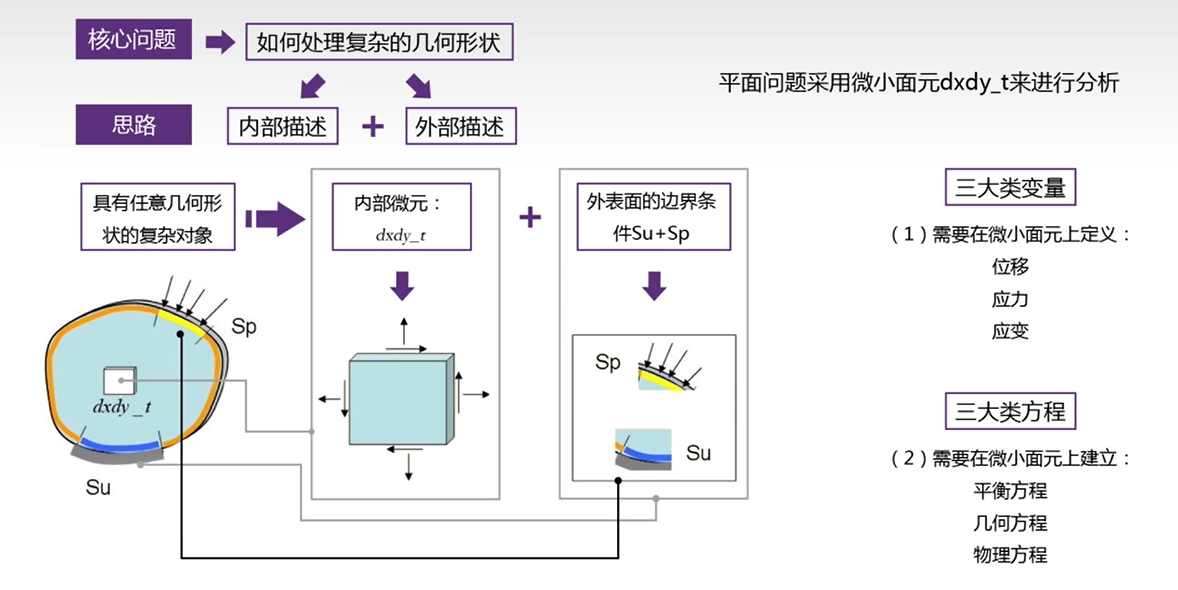 核心问题
如何处理复杂的几何形状
平面问题采用微小面元dxdy_t来进行分析
思路
内部描述
+
外部描述
具有任意几何形
状的复杂对象
内部微元：
dxdy_t
+
外表面的边界条
件Su+Sp
三大类变量
（1）需要在微小面元上定义：
位移
应力
应变
Sp
dxdy_t
Su
Sp
Su
三大类方程
（2）需要在微小面元上建立：
平衡方程
几何方程
物理方程